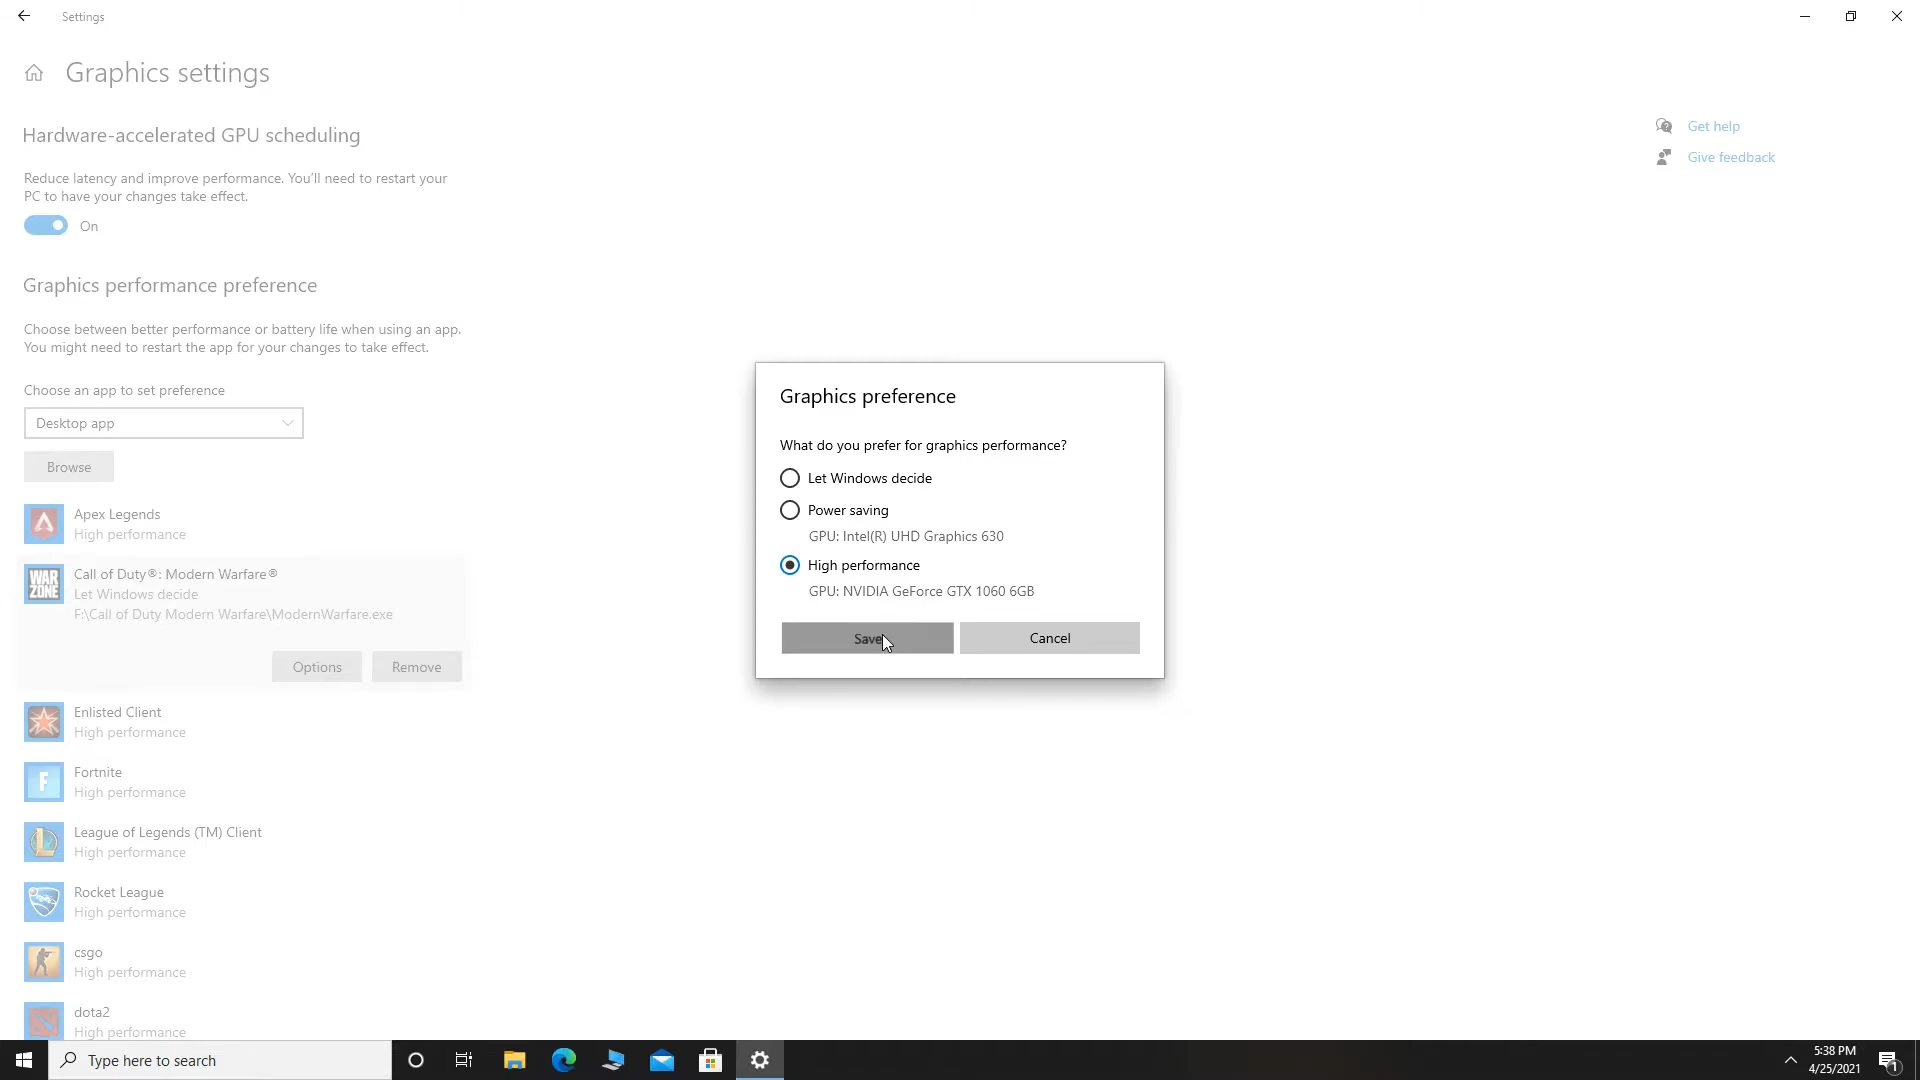 Settings
Graphics settings
Hardware-accelerated GPU scheduling
Reduce latency and improve performance. You'll need to restart your
PC to have your changes take effect.
On
Get help
Give feedback
Graphics performance preference
Choose between better performance or battery life when using an app.
You might need to restart the app for your changes to take effect.
Choose an app to set preference
Desktop app
Browse
Apex Legends
High performance
WAR
ZONE
Call of Duty®: Modern Warfare®
Let Windows decide
F:\Call of Duty Modern Warfare\ModernWarfare.exe
Options
Remove
Enlisted Client
High performance
F
Fortnite
High performance
L
League of Legends (TM) Client
High performance
Rocket League
High performance
csgo
High performance
dota2
High performance
Graphics preference
What do you prefer for graphics performance?
Let Windows decide
Power saving
GPU: Intel(R) UHD Graphics 630
High performance
GPU: NVIDIA GeForce GTX 1060 6GB
Save
Cancel
Type here to search
5:38 PM
4/25/2021
1